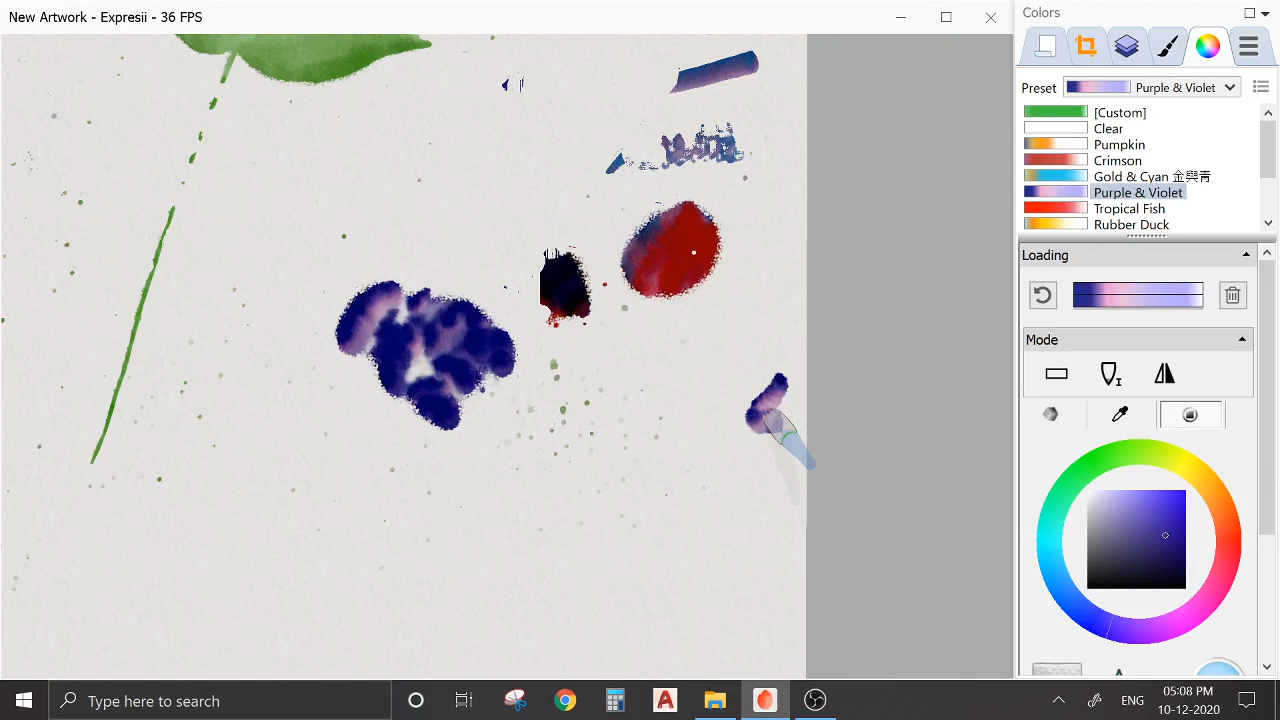 New Artwork - Expresii - 36 FPS
Colors
Preset
Purple & Violet
[Custom]
Clear
Pumpkin
Crimson
Gold & Cyan 金與青
Purple & Violet
Tropical Fish
Rubber Duck
Loading
Mode
Type here to search
ENG
05:08 PM
10-12-2020